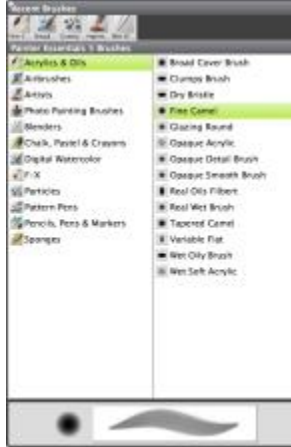 Recent Brushes
Painter Essentials 5 Brushes
Acrylics & Oils
Airbrushes
Artists
Photo Painting Brushes
Blenders
Chalk, Pastel & Crayons
Digital Watercolor
F-X
Particles
Pattern Pens
Pencils, Pens & Markers
Sponges
Broad Cover Brush
Clumpy Brush
Dry Bristle
Fine Camel
Glazing Round
Opaque Acrylic
Opaque Detail Brush
Opaque Smooth Brush
Real Oils Filbert
Real Wet Brush
Tapered Camel
Variable Flat
Wet Oily Brush
Wet Soft Acrylic